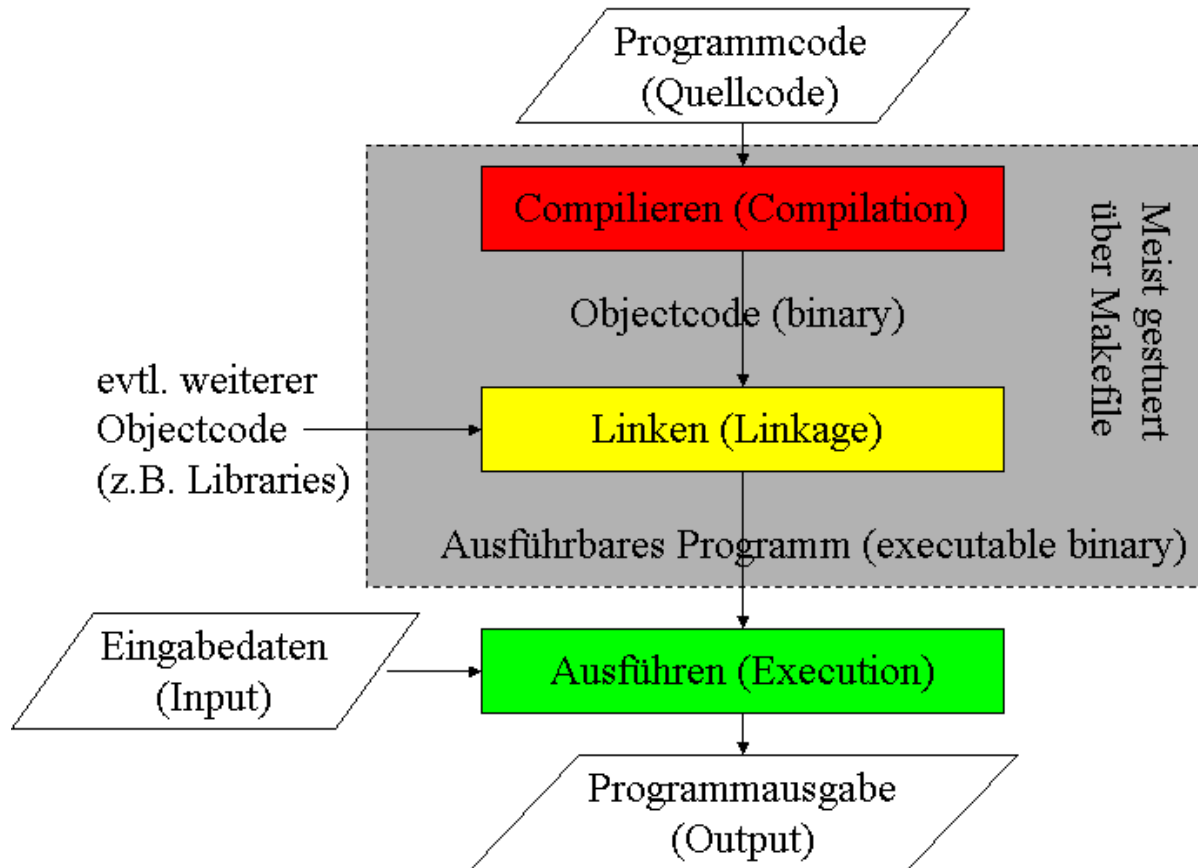 Programmcode
(Quellcode)
Compilieren (Compilation)
Meist gestuert
über Makefile
Objectcode (binary)
evtl. weiterer
Objectcode
(z.B. Libraries)
Linken (Linkage)
Ausführbares Programm (executable binary)
Eingabedaten
(Input)
Ausführen (Execution)
Programmausgabe
(Output)